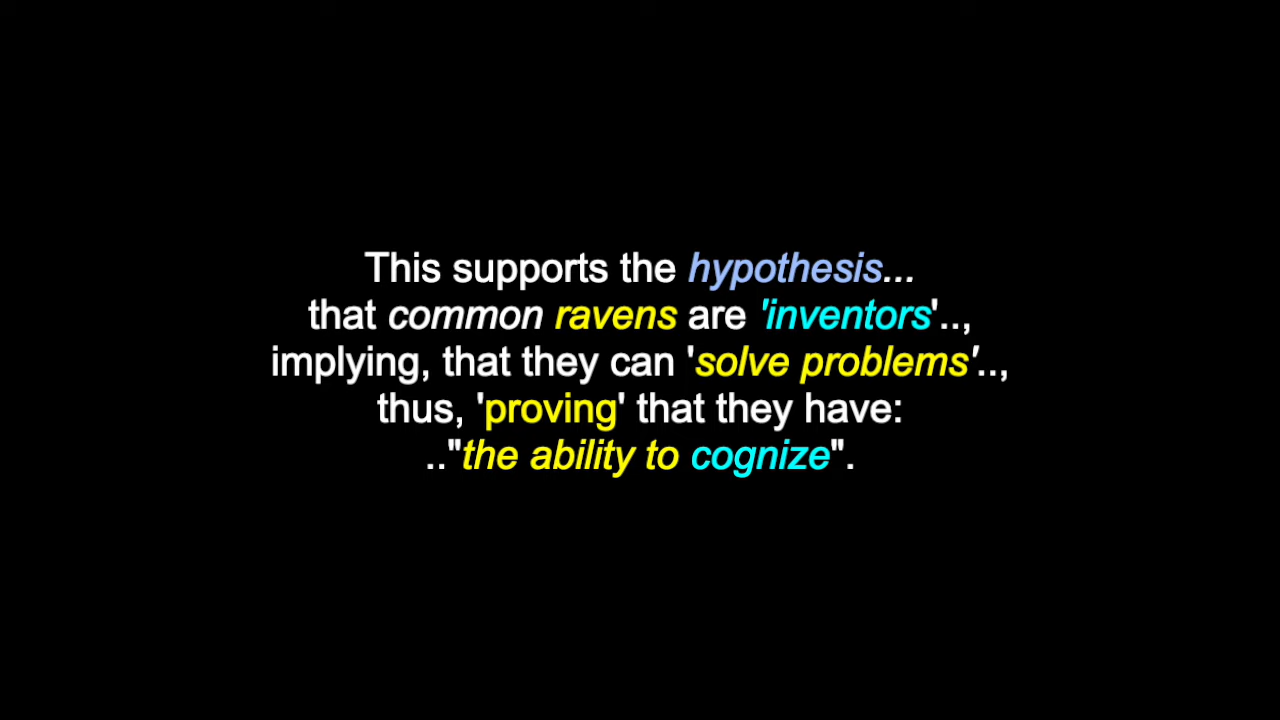 This supports the hypothesis...
that common ravens are 'inventors'..,
implying, that they can 'solve problems'..,
thus, 'proving' that they have:
.."the ability to cognize".